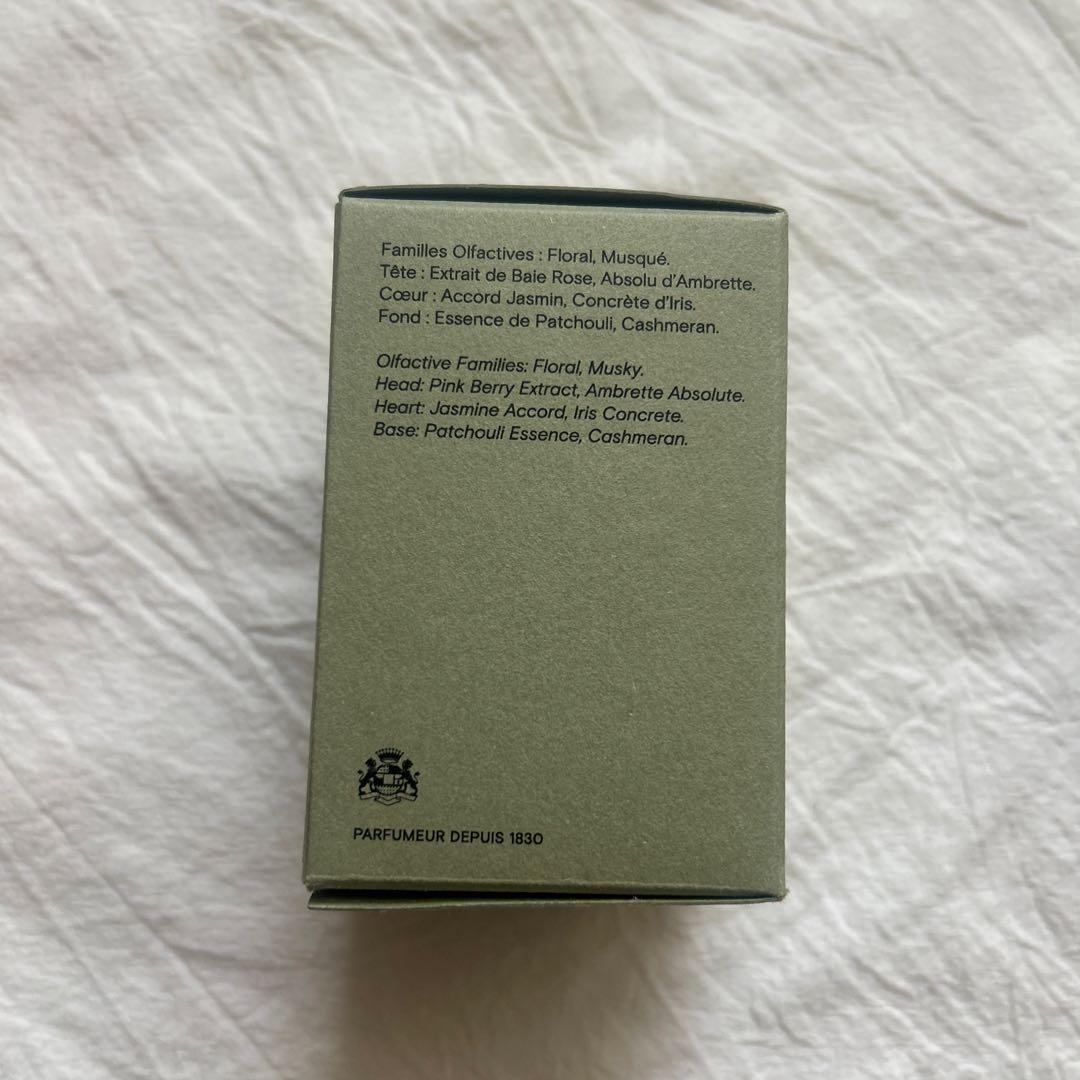 Familles Olfactives : Floral, Musqué.
Tête : Extrait de Baie Rose, Absolu d'Ambrette.
Cœur : Accord Jasmin, Concrète d'Iris.
Fond : Essence de Patchouli, Cashmeran.
Olfactive Families: Floral, Musky.
Head: Pink Berry Extract, Ambrette Absolute.
Heart: Jasmine Accord, Iris Concrete.
Base: Patchouli Essence, Cashmeran.
PARFUMEUR DEPUIS 1830